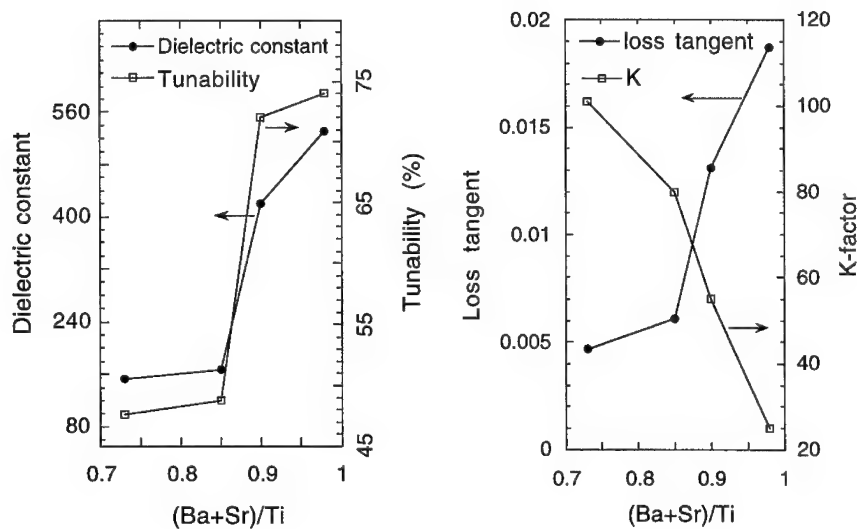 Dielectric constant
Tunability
Dielectric constant
560
400
240
80
Tunability (%)
75
65
55
45
0.7
0.8
0.9
1
(Ba+Sr)/Ti
loss tangent
K
Loss tangent
0.02
0.015
0.01
0.005
0
K-factor
120
100
80
60
40
20
0.7
0.8
0.9
1
(Ba+Sr)/Ti